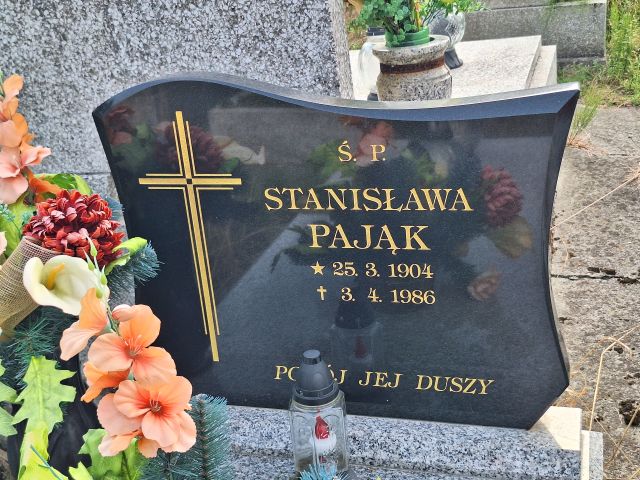 Ś. P.
STANISŁAWA
PAJĄK
★ 25. 3. 1904
✝ 3. 4. 1986
JEJ DUSZY